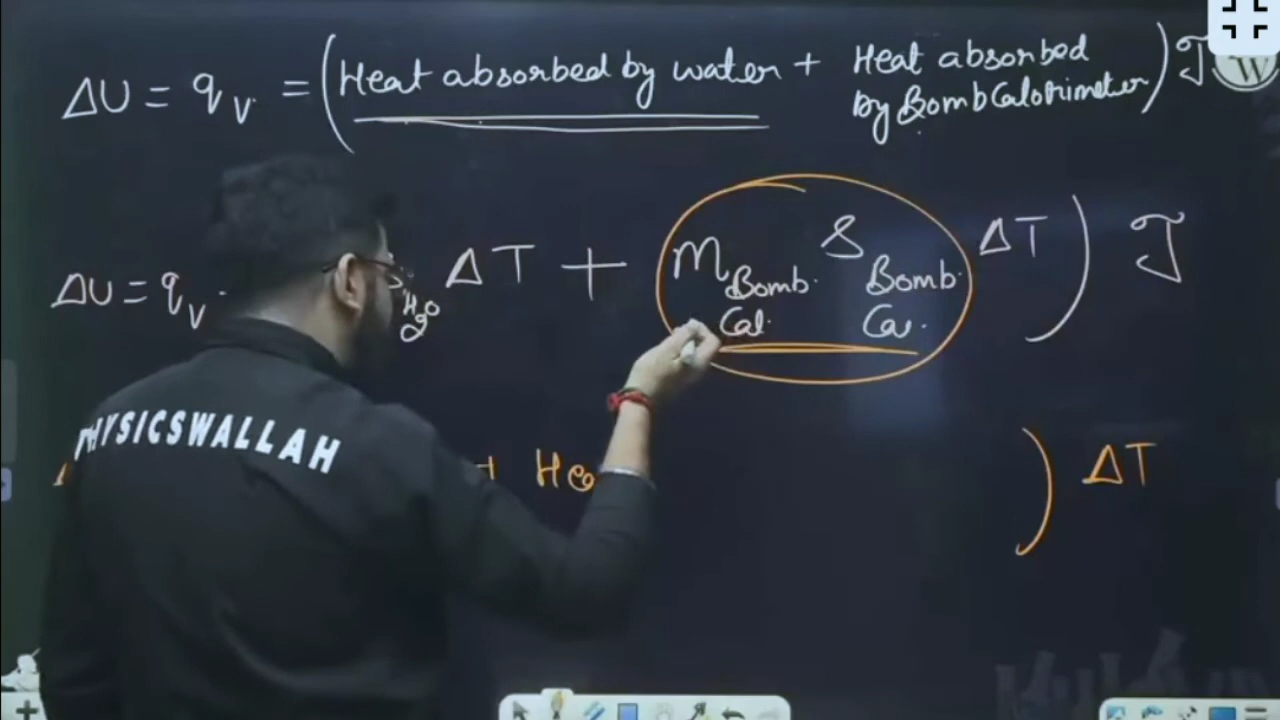 ΔU = qᵥ = (Heat absorbed by water + Heat absorbed by Bomb Calorimeter) J
ΔU = qᵥ H₂O ΔT + m Bomb Cal. S Bomb Ca. ΔT) J
PHYSICSWALLAH
) ΔT
W